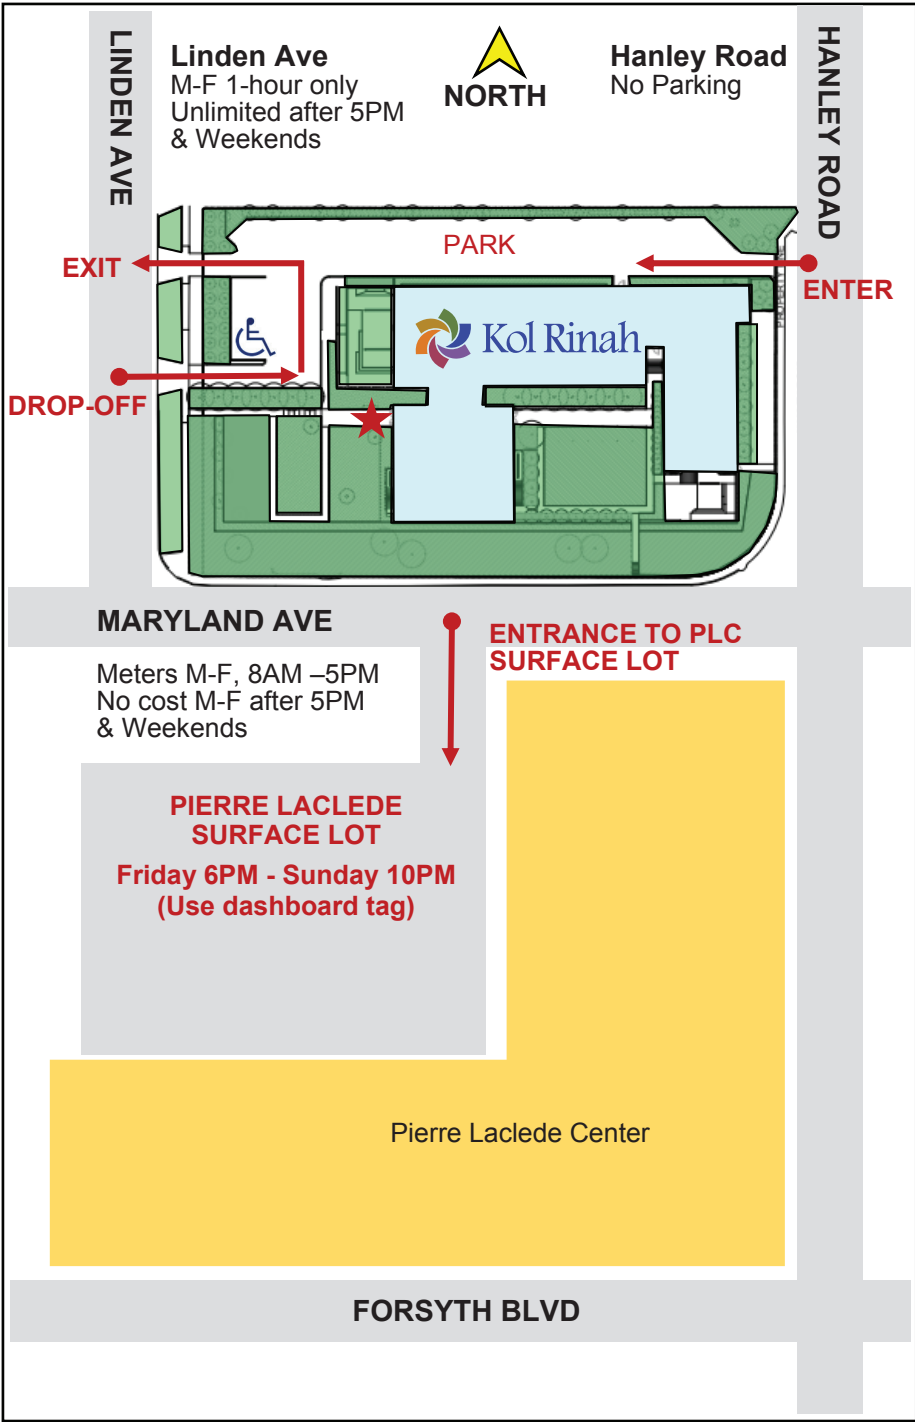 LINDEN AVE
Linden Ave
M-F 1-hour only
Unlimited after 5PM
& Weekends
NORTH
Hanley Road
No Parking
HANLEY ROAD
PARK
EXIT
ENTER
PROPERTY LINE
Kol Rinah
DROP-OFF
MARYLAND AVE
Meters M-F, 8AM –5PM
No cost M-F after 5PM
& Weekends
ENTRANCE TO PLC
SURFACE LOT
PIERRE LACLEDE
SURFACE LOT
Friday 6PM - Sunday 10PM
(Use dashboard tag)
Pierre Laclede Center
FORSYTH BLVD